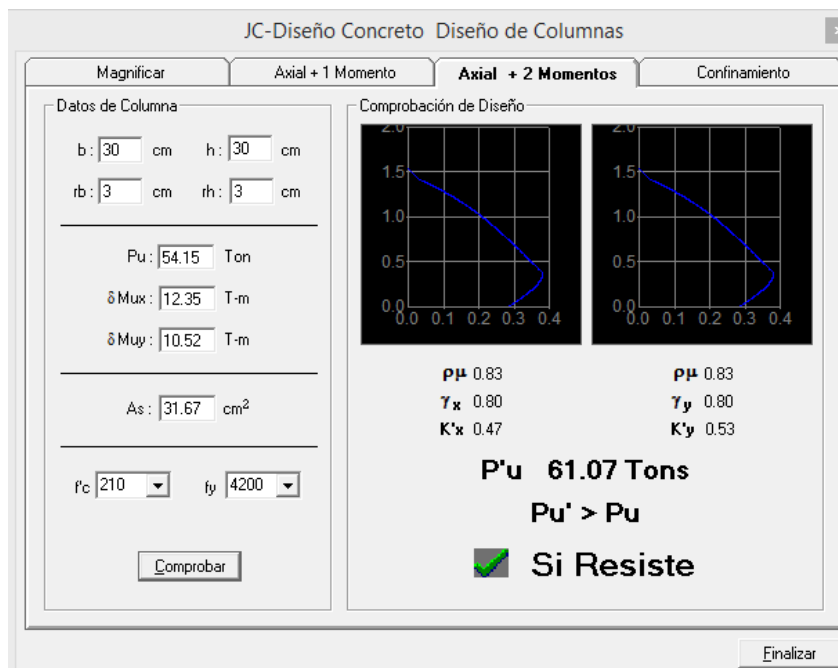 JC-Diseño Concreto Diseño de Columnas
x
Magnificar
Axial + 1 Momento
Axial + 2 Momentos
Confinamiento
Datos de Columna
b : 30 cm h : 30 cm
rb : 3 cm rh : 3 cm
Pu : 54.15 Ton
δ Mux : 12.35 T-m
δ Muy : 10.52 T-m
As : 31.67 cm²
f'c 210 fy 4200
Comprobar
Comprobación de Diseño
2.0
1.5
1.0
0.5
0.0
0.0 0.1 0.2 0.3 0.4
2.0
1.5
1.0
0.5
0.0
0.0 0.1 0.2 0.3 0.4
ρμ 0.83
γx 0.80
K'x 0.47
ρμ 0.83
γy 0.80
K'y 0.53
P'u 61.07 Tons
Pu' > Pu
Si Resiste
Finalizar